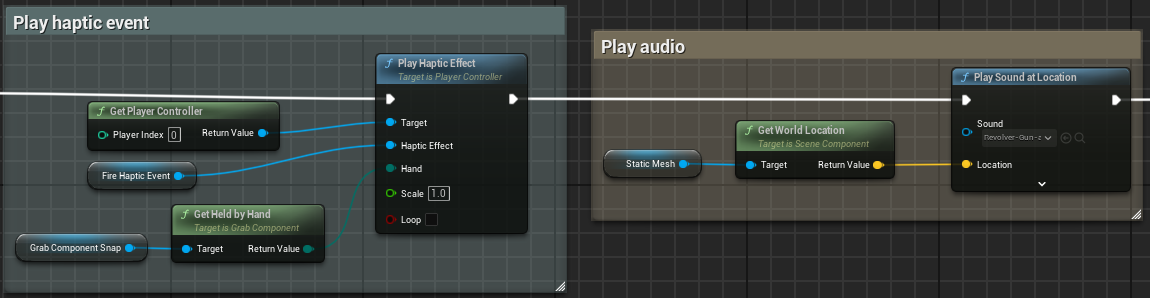 Play haptic event
Play Haptic Effect
Target is Player Controller
Get Player Controller
Player Index 0 Return Value
Target
Haptic Effect
Fire Haptic Event
Hand
Scale 1.0
Loop
Get Held by Hand
Target is Grab Component
Grab Component Snap
Target Return Value
Play audio
Play Sound at Location
Sound
Revolver-Gun-
Get World Location
Target is Scene Component
Static Mesh
Target Return Value
Location